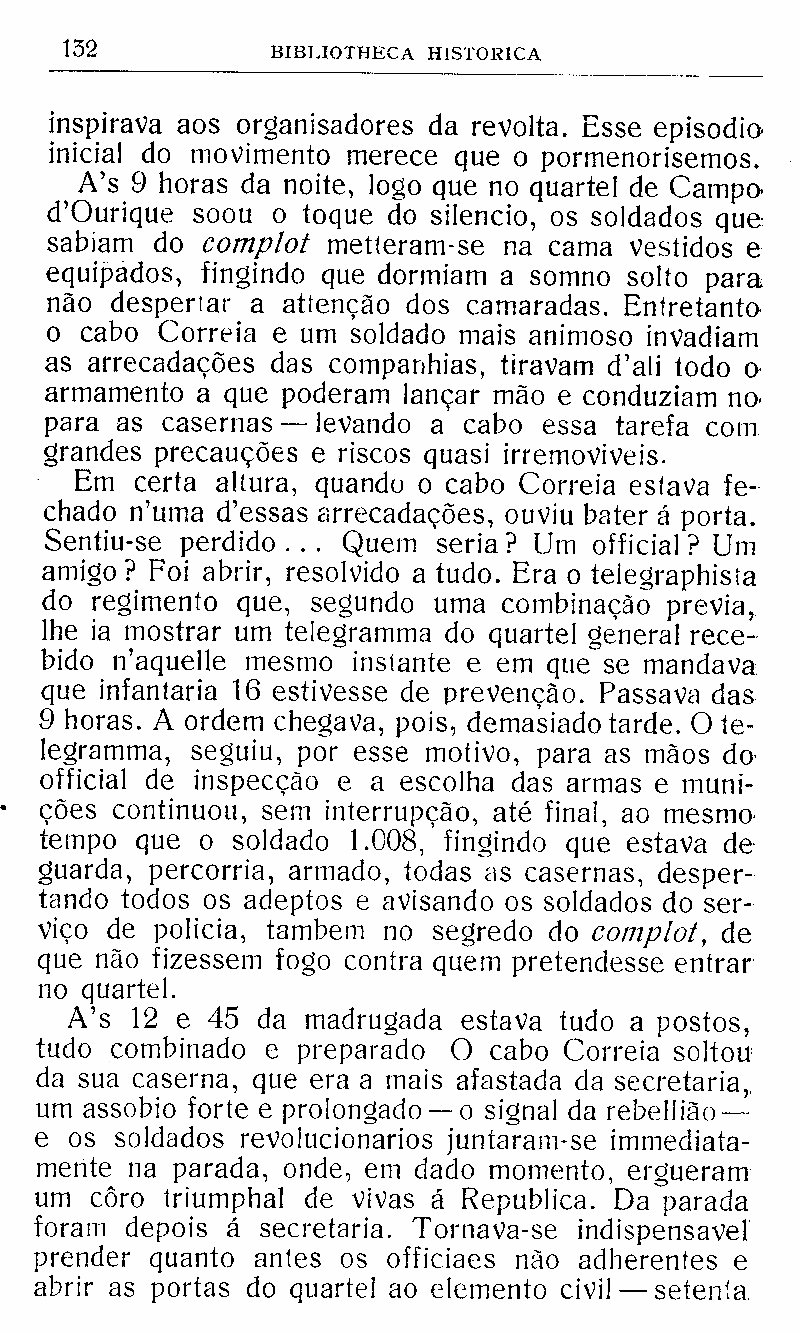 132 BIBLIOTHECA HISTORICA
inspirava aos organisadores da revolta. Esse episodio
inicial do movimento merece que o pormenorisemos.
A's 9 horas da noite, logo que no quartel de Campo
d'Ourique soou o toque do silencio, os soldados que
sabiam do complot metteram-se na cama vestidos e
equipados, fingindo que dormiam a somno solto para
não despertar a attenção dos camaradas. Entretanto
o cabo Correia e um soldado mais animoso invadiam
as arrecadações das companhias, tiravam d'ali todo o
armamento a que poderam lançar mão e conduziam no
para as casernas — levando a cabo essa tarefa com
grandes precauções e riscos quasi irremoviveis.
Em certa altura, quando o cabo Correia estava fe-
chado n'uma d'essas arrecadações, ouviu bater á porta.
Sentiu-se perdido... Quem seria? Um official? Um
amigo? Foi abrir, resolvido a tudo. Era o telegraphista
do regimento que, segundo uma combinação previa,
lhe ia mostrar um telegramma do quartel general rece-
bido n'aquelle mesmo instante e em que se mandava
que infantaria 16 estivesse de prevenção. Passava das
9 horas. A ordem chegava, pois, demasiado tarde. O te-
legramma, seguiu, por esse motivo, para as mãos do
official de inspecção e a escolha das armas e muni-
ções continuou, sem interrupção, até final, ao mesmo
tempo que o soldado 1.008, fingindo que estava de
guarda, percorria, armado, todas as casernas, desper-
tando todos os adeptos e avisando os soldados do ser-
viço de policia, tambem no segredo do complot, de
que não fizessem fogo contra quem pretendesse entrar
no quartel.
A's 12 e 45 da madrugada estava tudo a postos,
tudo combinado e preparado O cabo Correia soltou
da sua caserna, que era a mais afastada da secretaria,
um assobio forte e prolongado — o signal da rebellião —
e os soldados revolucionarios juntaram-se immediata-
mente na parada, onde, em dado momento, ergueram
um côro triumphal de vivas á Republica. Da parada
foram depois á secretaria. Tornava-se indispensavel
prender quanto antes os officiaes não adherentes e
abrir as portas do quartel ao elemento civil — setenta